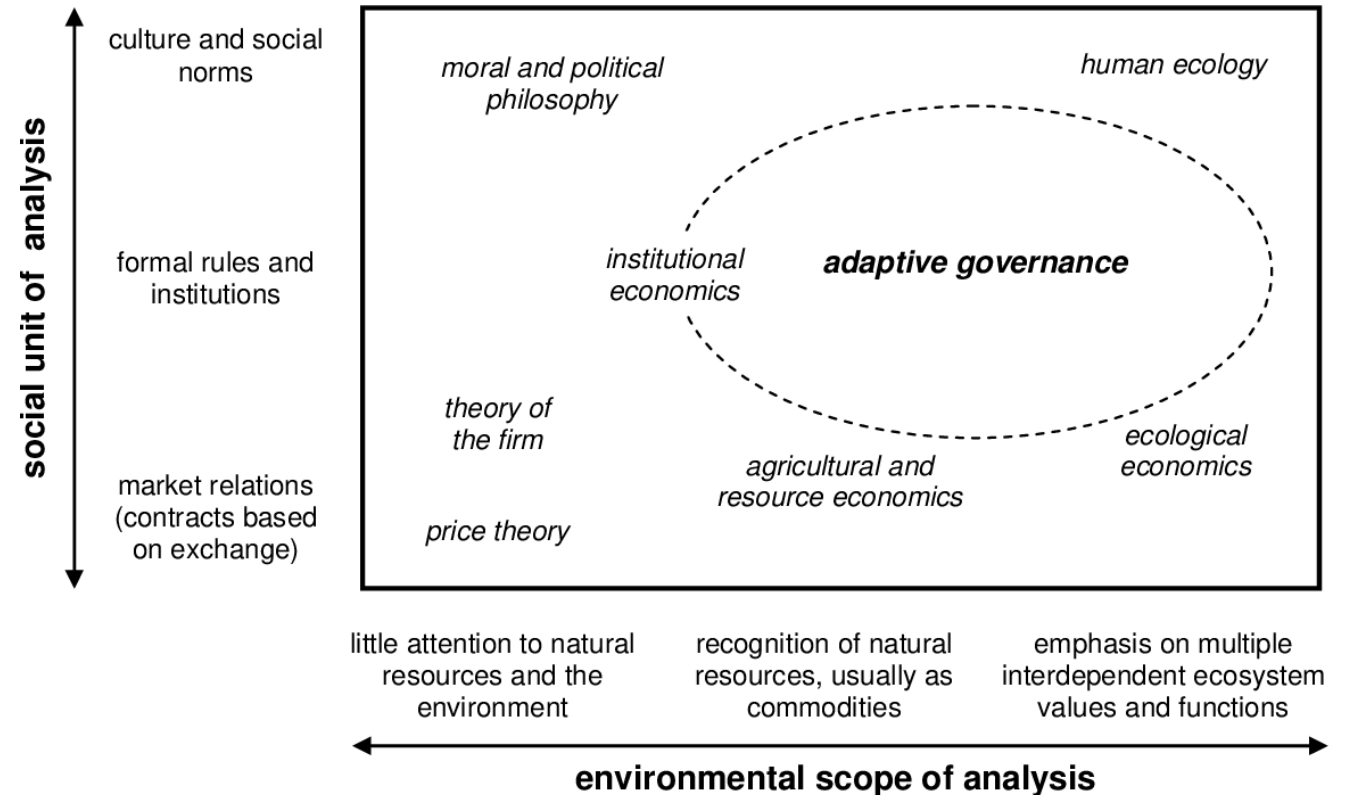 social unit of analysis
culture and social
norms
formal rules and
institutions
market relations
(contracts based
on exchange)
moral and political
philosophy
human ecology
institutional
economics
adaptive governance
theory of
the firm
agricultural and
resource economics
ecological
economics
price theory
little attention to natural
resources and the
environment
recognition of natural
resources, usually as
commodities
emphasis on multiple
interdependent ecosystem
values and functions
environmental scope of analysis